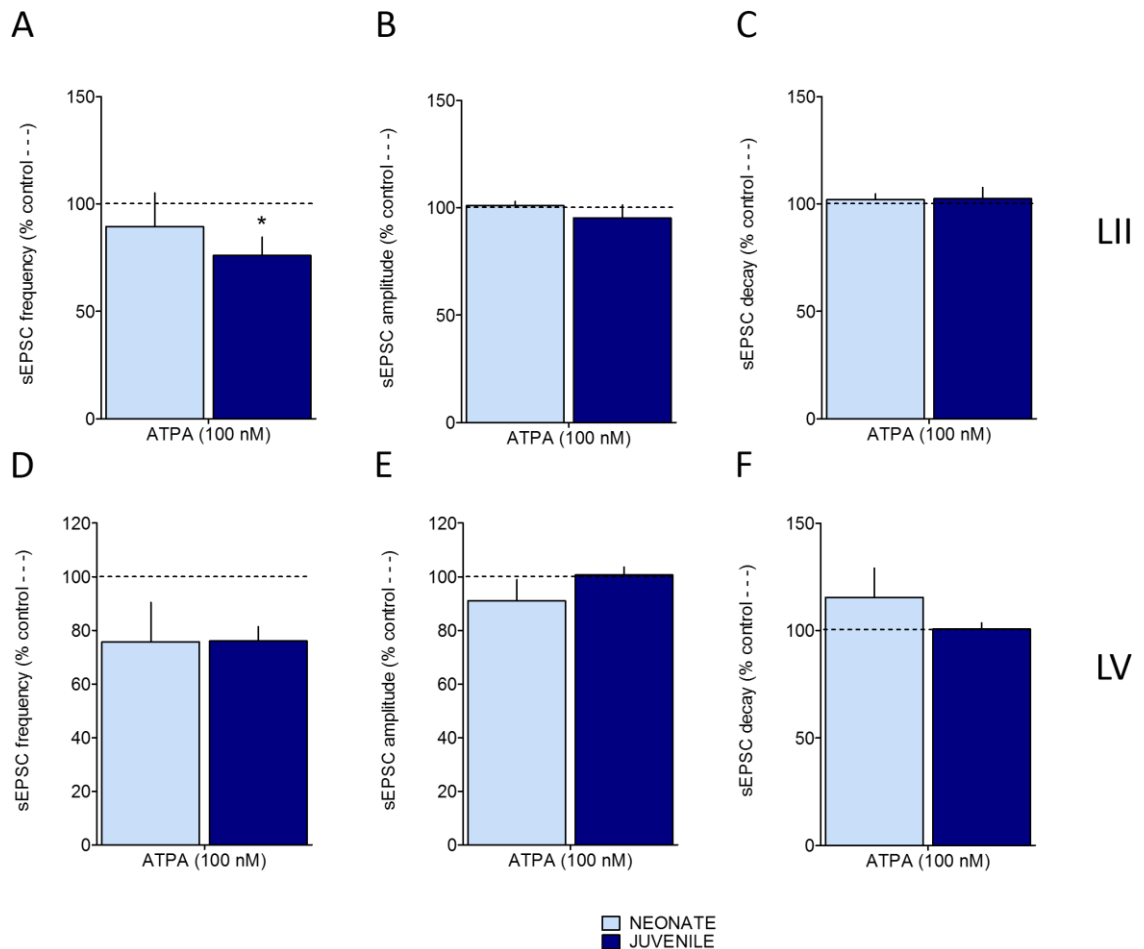 A
B
C
sEPSC frequency (% control - - -)
150
100
50
0
*
ATPA (100 nM)
sEPSC amplitude (% control - - -)
150
100
50
0
ATPA (100 nM)
sEPSC decay (% control - - -)
150
100
50
0
ATPA (100 nM)
LII
D
E
F
sEPSC frequency (% control - - -)
120
100
80
60
40
20
0
ATPA (100 nM)
sEPSC amplitude (% control - - -)
120
100
80
60
40
20
0
ATPA (100 nM)
sEPSC decay (% control - - -)
150
100
50
0
ATPA (100 nM)
LV
NEONATE
JUVENILE